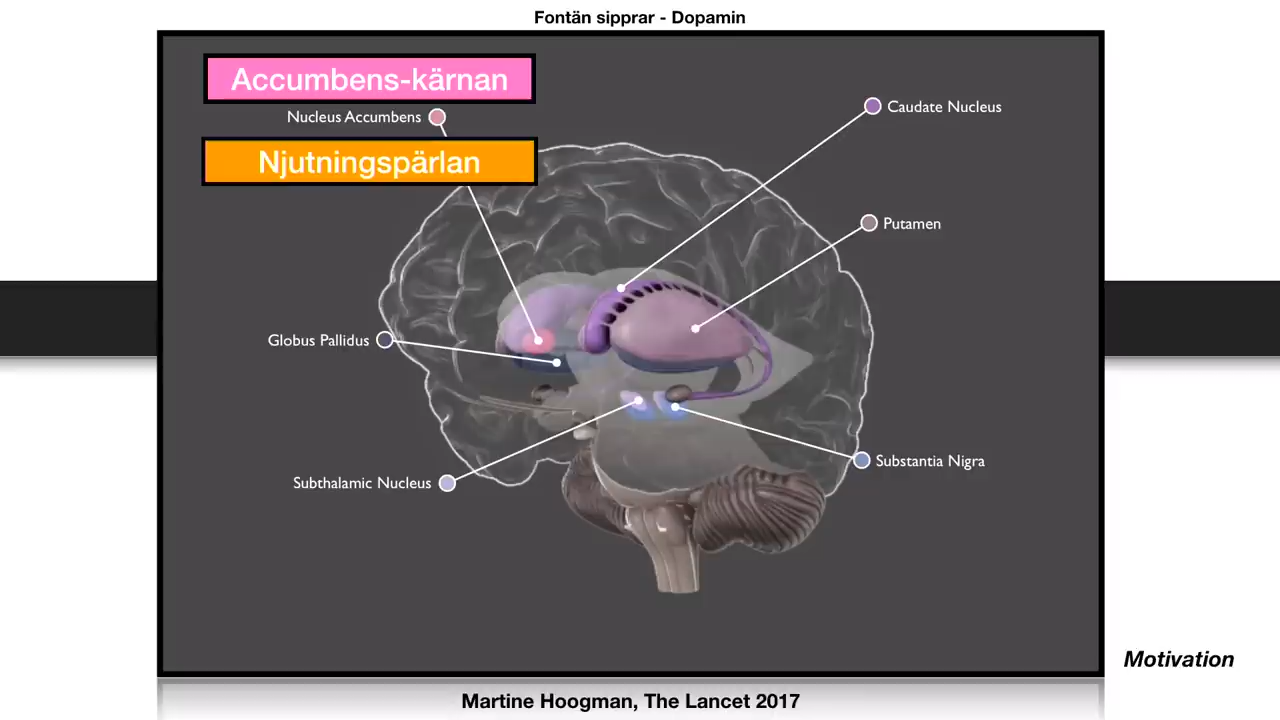 Fontän sipprar - Dopamin
Accumbens-kärnan
Nucleus Accumbens
Caudate Nucleus
Njutningspärlan
Putamen
Globus Pallidus
Substantia Nigra
Subthalamic Nucleus
Motivation
Martine Hoogman, The Lancet 2017